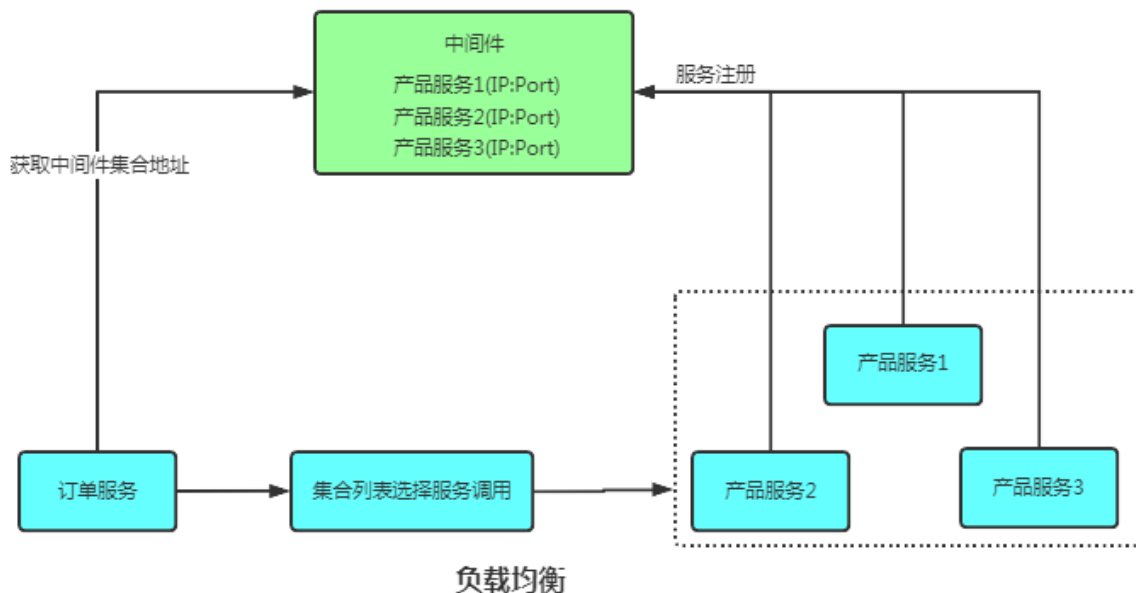 中间件
产品服务1(IP:Port)
产品服务2(IP:Port)
产品服务3(IP:Port)
服务注册
获取中间件集合地址
产品服务1
订单服务
集合列表选择服务调用
产品服务2
产品服务3
负载均衡